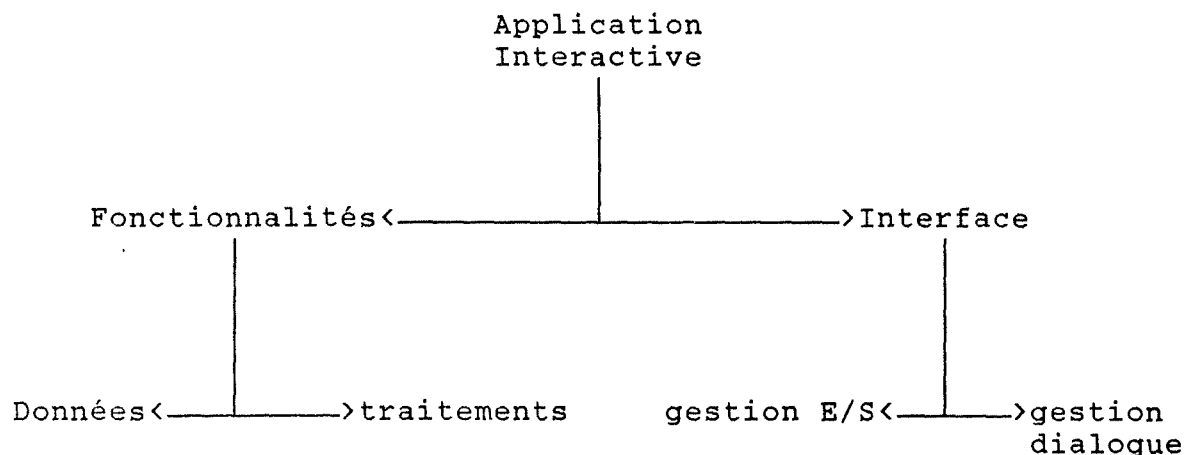 Application
Interactive
Fonctionnalités< >Interface
Données< >traitements gestion E/S< >gestion
dialogue